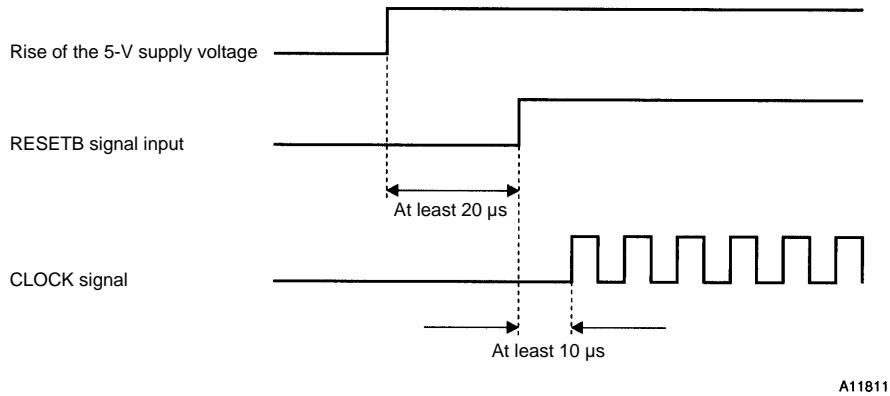 Rise of the 5-V supply voltage
RESETB signal input
At least 20 µs
CLOCK signal
At least 10 µs
A11811